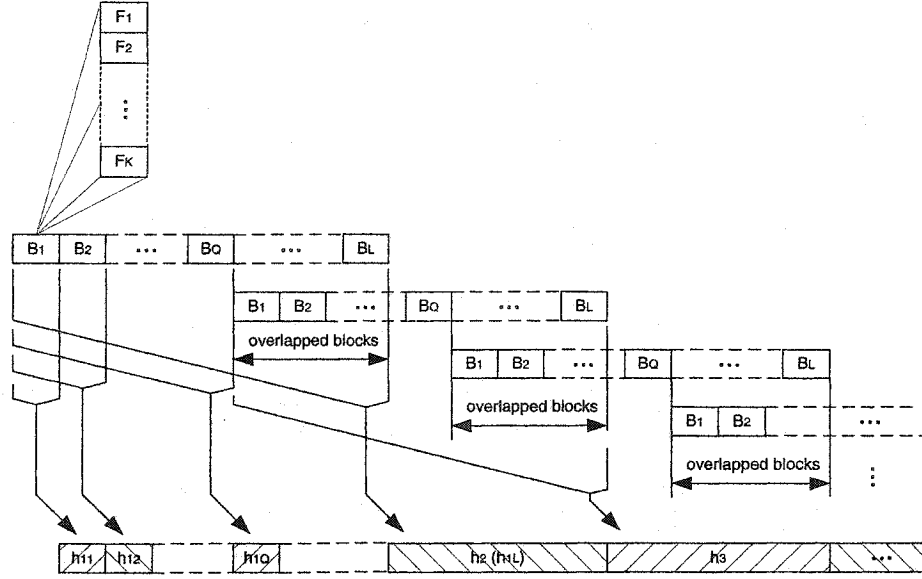 F1
F2
⋮
FK
B1 B2 ... BQ ... BL
B1 B2 ... BQ ... BL
overlapped blocks
B1 B2 ... BQ ... BL
overlapped blocks
B1 B2 ...
overlapped blocks
⋮
h11 h12 h1Q h2 (h1L) h3 ...